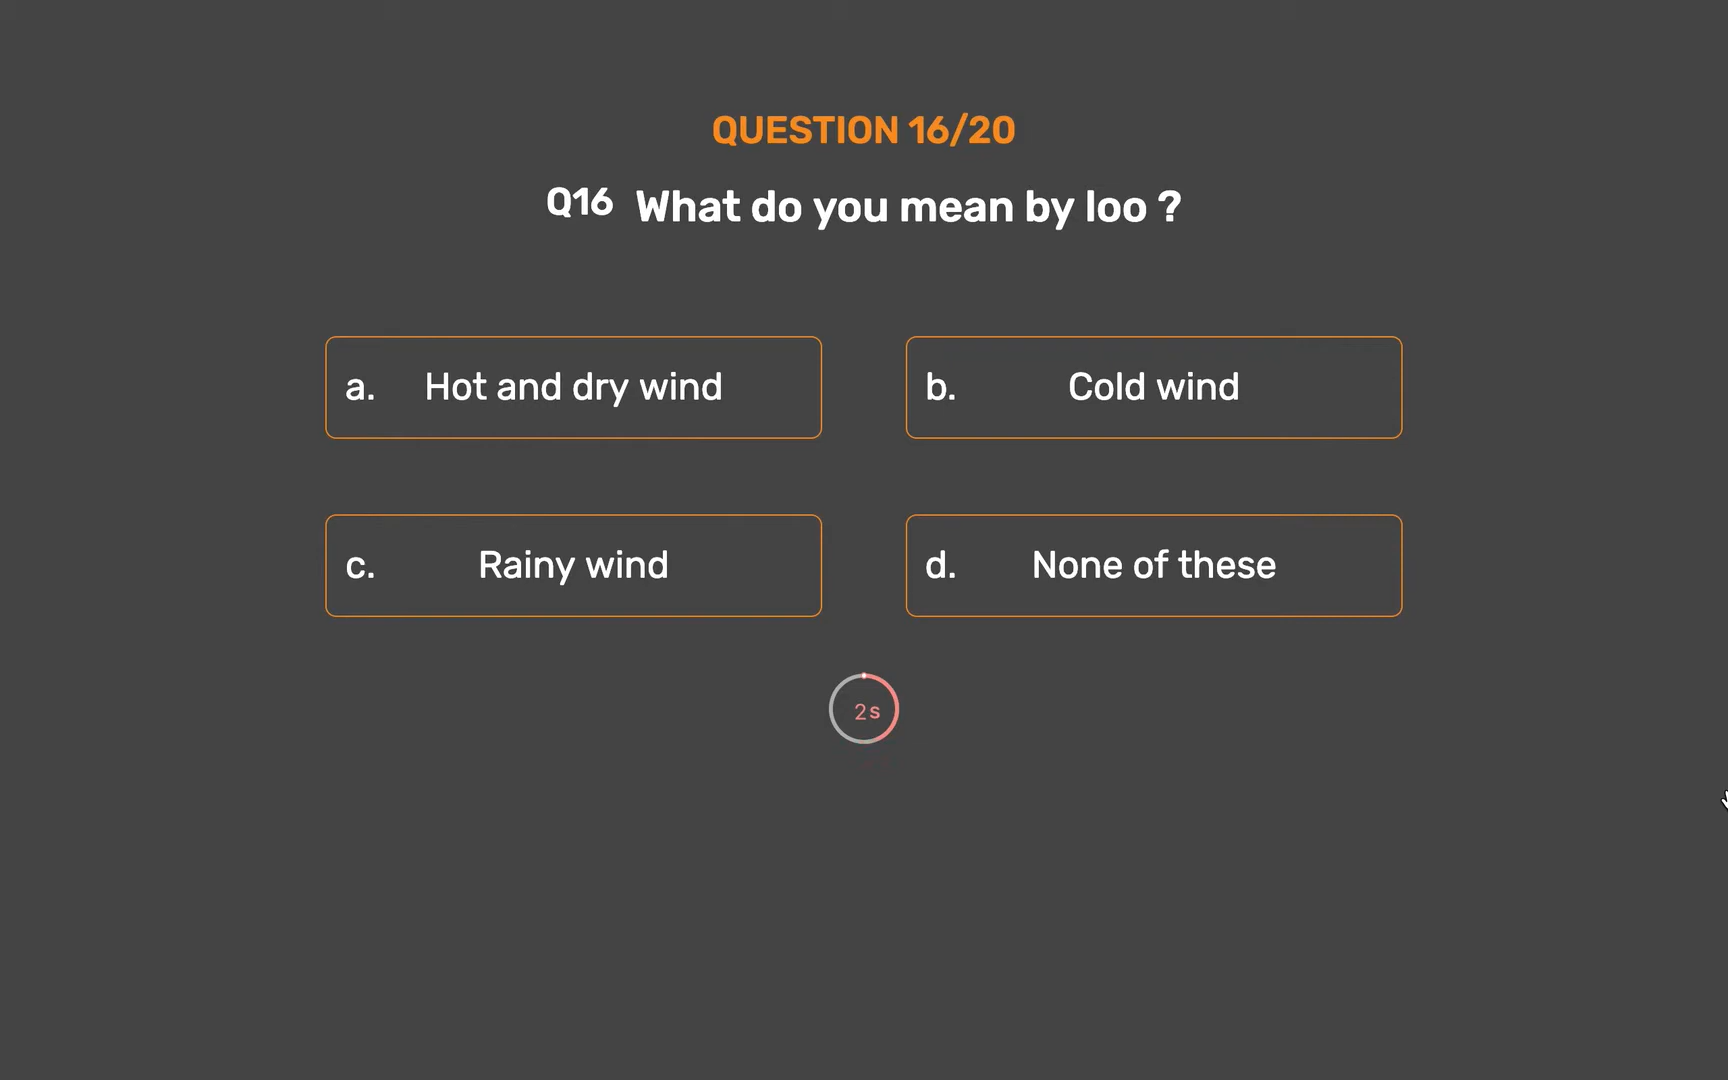 QUESTION 16/20
Q16 What do you mean by loo ?
a. Hot and dry wind
b. Cold wind
c. Rainy wind
d. None of these
2s